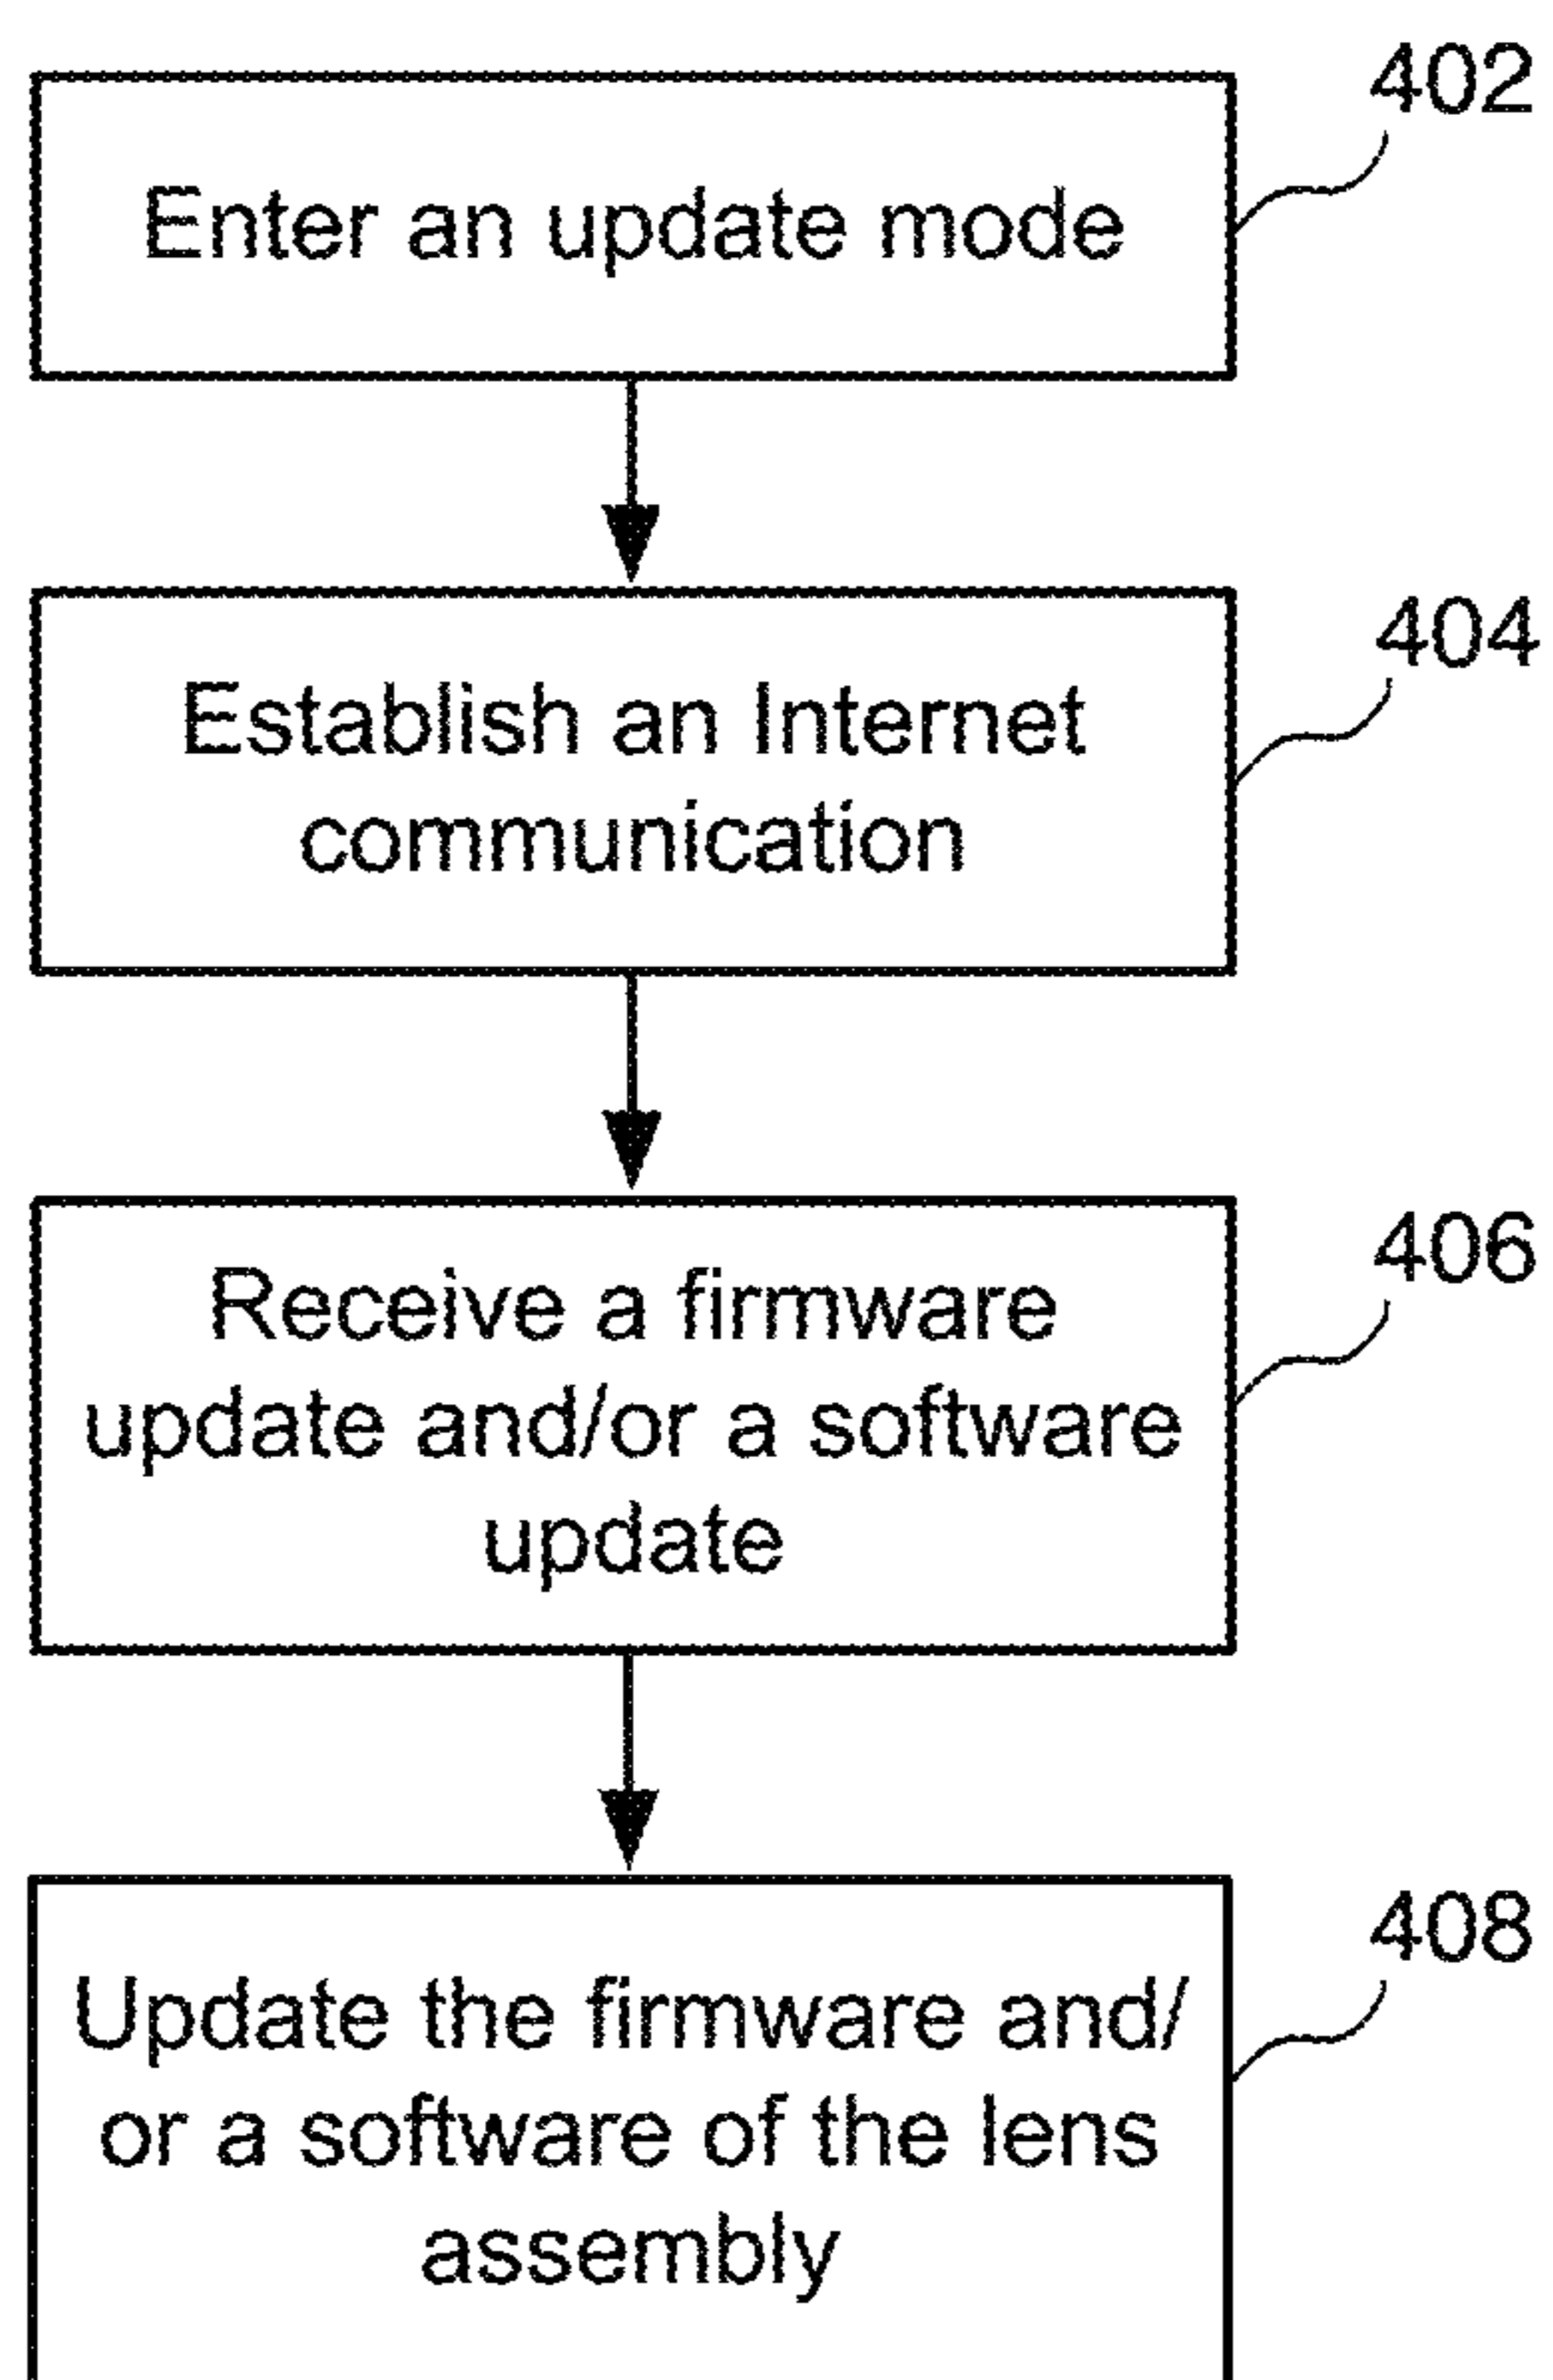 402
Enter an update mode
404
Establish an Internet
communication
406
Receive a firmware
update and/or a software
update
408
Update the firmware and/
or a software of the lens
assembly